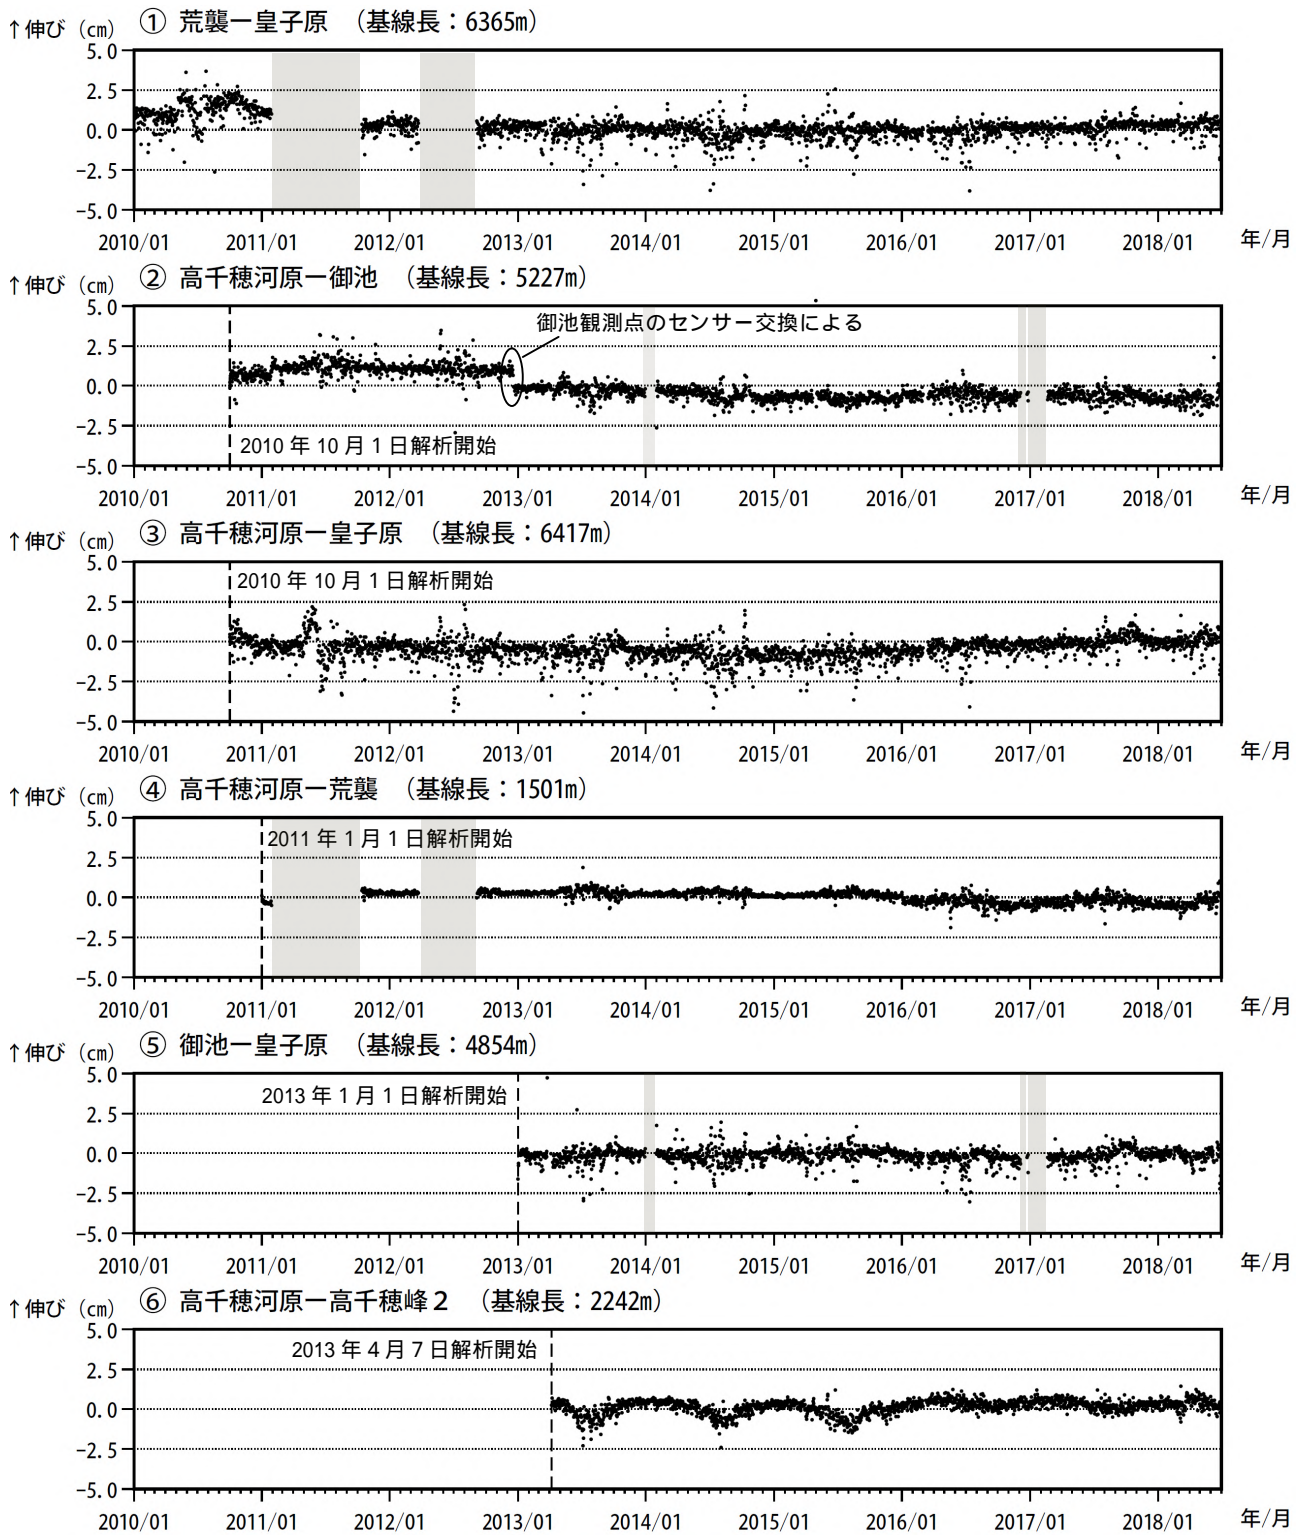 ① 荒襲ー皇子原 （基線長：6365m）
↑伸び（cm）
5.0
2.5
0.0
−2.5
−5.0
2010/01 2011/01 2012/01 2013/01 2014/01 2015/01 2016/01 2017/01 2018/01 年/月
② 高千穂河原ー御池 （基線長：5227m）
↑伸び（cm）
5.0
御池観測点のセンサー交換による
2.5
0.0
−2.5
2010 年 10 月 1 日解析開始
−5.0
2010/01 2011/01 2012/01 2013/01 2014/01 2015/01 2016/01 2017/01 2018/01 年/月
③ 高千穂河原ー皇子原 （基線長：6417m）
↑伸び（cm）
5.0
2010 年 10 月 1 日解析開始
2.5
0.0
−2.5
−5.0
2010/01 2011/01 2012/01 2013/01 2014/01 2015/01 2016/01 2017/01 2018/01 年/月
④ 高千穂河原ー荒襲 （基線長：1501m）
↑伸び（cm）
5.0
2011 年 1 月 1 日解析開始
2.5
0.0
−2.5
−5.0
2010/01 2011/01 2012/01 2013/01 2014/01 2015/01 2016/01 2017/01 2018/01 年/月
⑤ 御池ー皇子原 （基線長：4854m）
↑伸び（cm）
5.0
2013 年 1 月 1 日解析開始
2.5
0.0
−2.5
−5.0
2010/01 2011/01 2012/01 2013/01 2014/01 2015/01 2016/01 2017/01 2018/01 年/月
⑥ 高千穂河原ー高千穂峰２ （基線長：2242m）
↑伸び（cm）
5.0
2013 年 4 月 7 日解析開始
2.5
0.0
−2.5
−5.0
2010/01 2011/01 2012/01 2013/01 2014/01 2015/01 2016/01 2017/01 2018/01 年/月